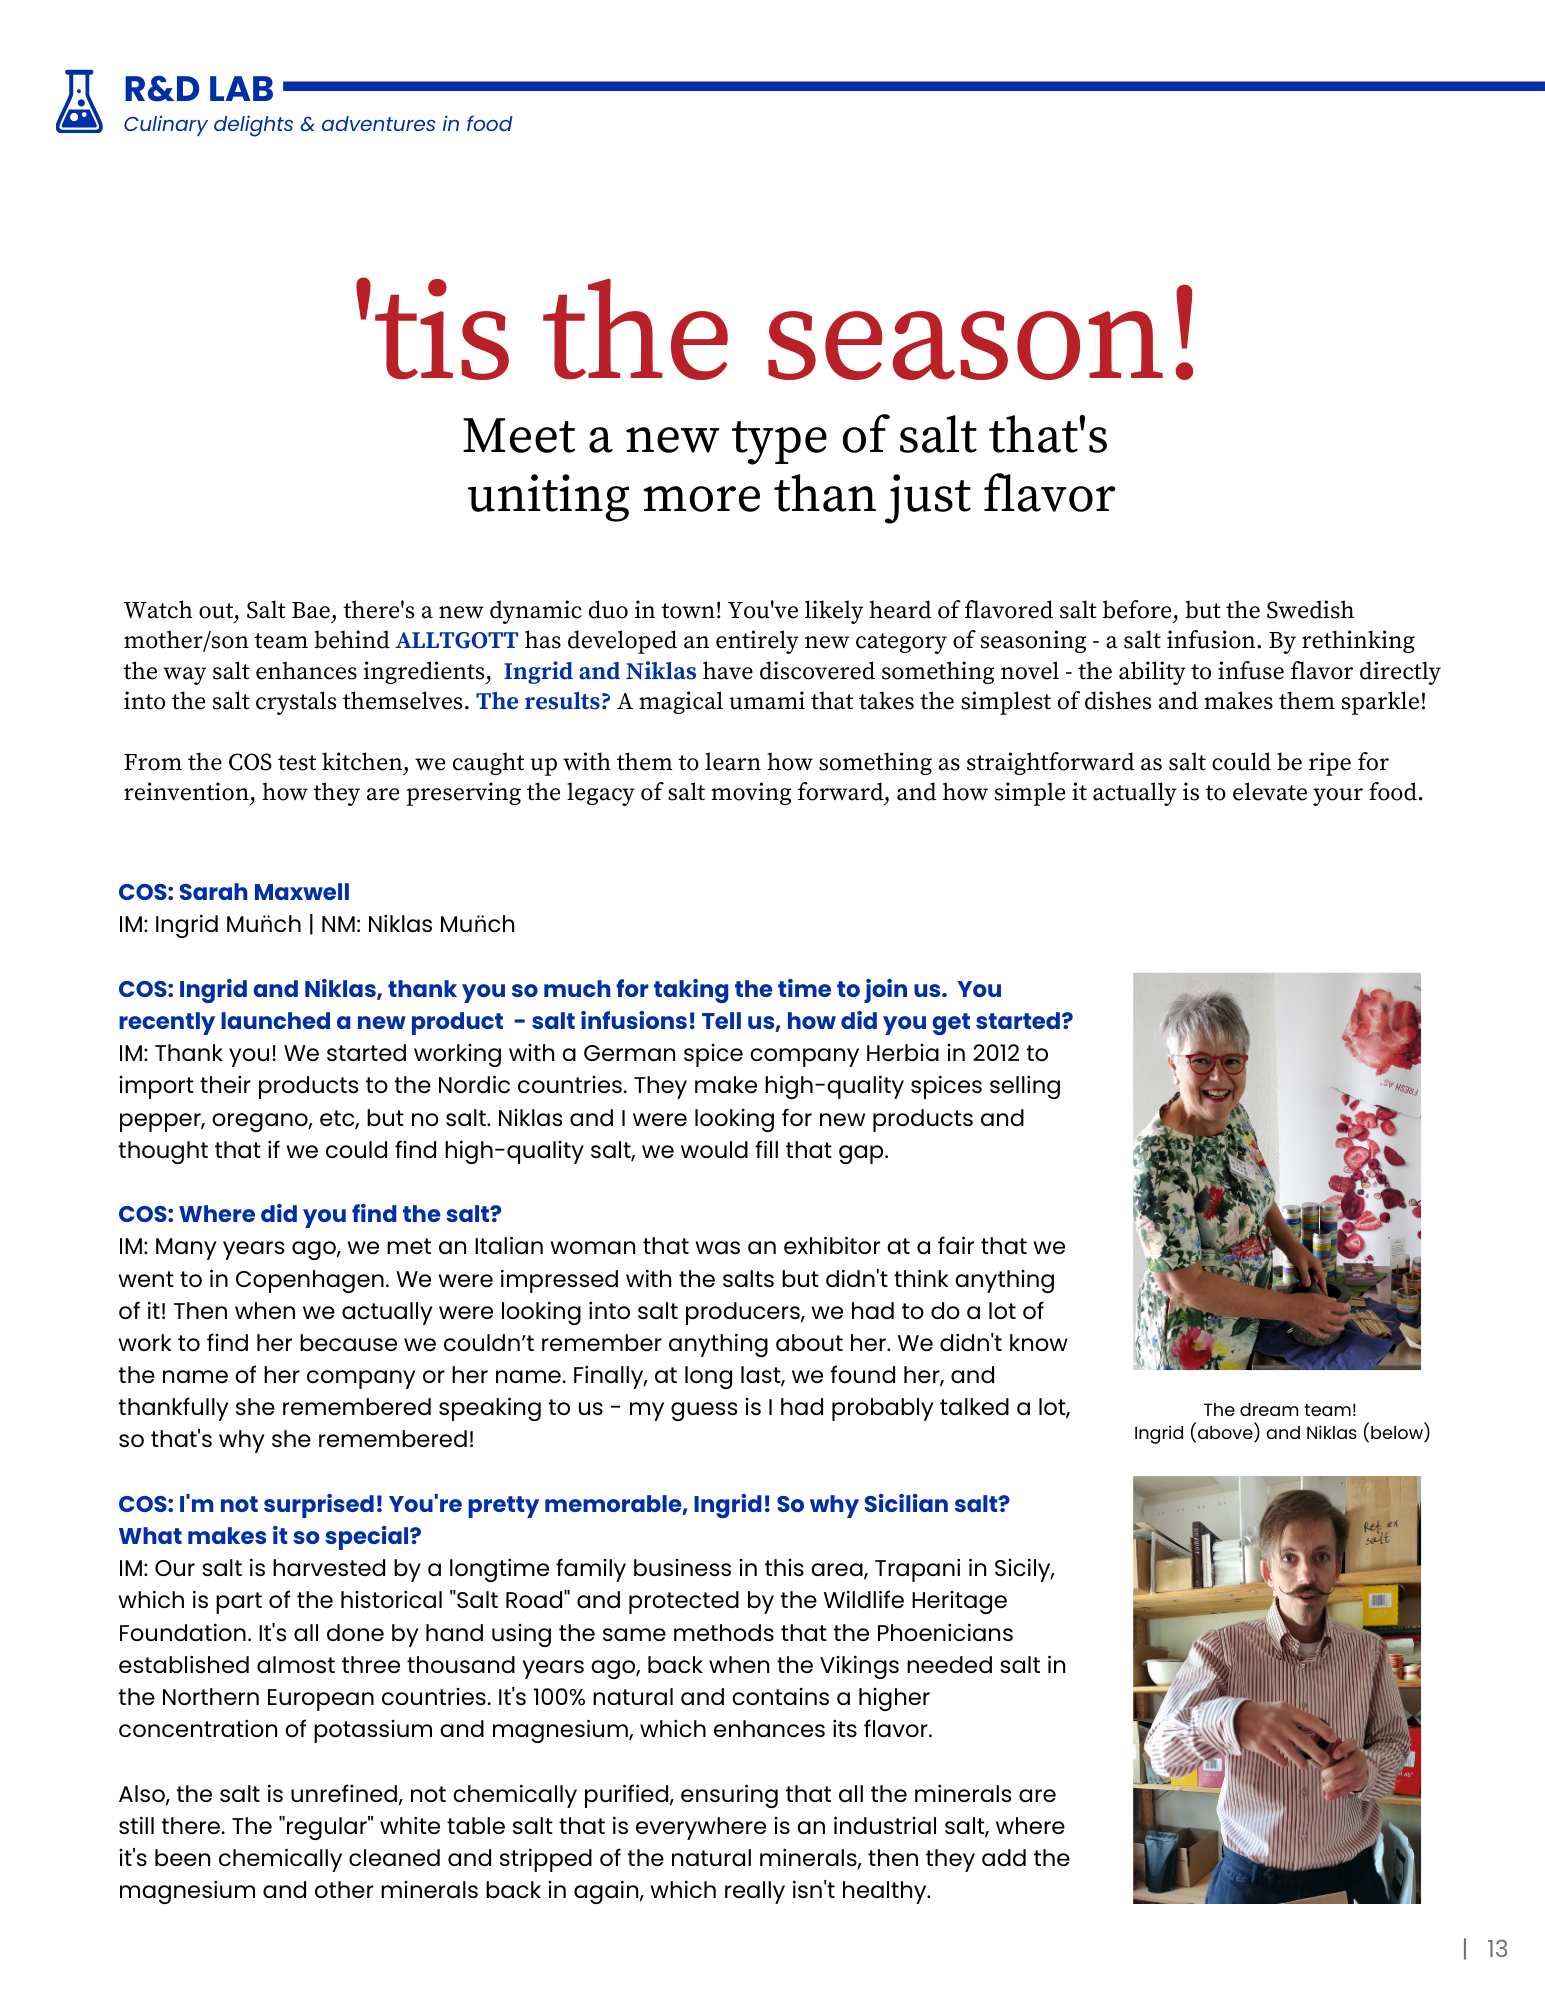 R&D LAB
Culinary delights & adventures in food
'tis the season!
Meet a new type of salt that's
uniting more than just flavor
Watch out, Salt Bae, there's a new dynamic duo in town! You've likely heard of flavored salt before, but the Swedish
mother/son team behind ALLTGOTT has developed an entirely new category of seasoning - a salt infusion. By rethinking
the way salt enhances ingredients,  Ingrid and Niklas have discovered something novel - the ability to infuse flavor directly
into the salt crystals themselves. The results? A magical umami that takes the simplest of dishes and makes them sparkle!
From the COS test kitchen, we caught up with them to learn how something as straightforward as salt could be ripe for
reinvention, how they are preserving the legacy of salt moving forward, and how simple it actually is to elevate your food.
COS: Sarah Maxwell
IM: Ingrid Mun̈ch | NM: Niklas Mun̈ch
COS: Ingrid and Niklas, thank you so much for taking the time to join us.  You
recently launched a new product  - salt infusions! Tell us, how did you get started?
IM: Thank you! We started working with a German spice company Herbia in 2012 to
import their products to the Nordic countries. They make high-quality spices selling
pepper, oregano, etc, but no salt. Niklas and I were looking for new products and
thought that if we could find high-quality salt, we would fill that gap.
COS: Where did you find the salt?
IM: Many years ago, we met an Italian woman that was an exhibitor at a fair that we
went to in Copenhagen. We were impressed with the salts but didn't think anything
of it! Then when we actually were looking into salt producers, we had to do a lot of
work to find her because we couldn’t remember anything about her. We didn't know
the name of her company or her name. Finally, at long last, we found her, and
thankfully she remembered speaking to us - my guess is I had probably talked a lot,
so that's why she remembered!
COS: I'm not surprised! You're pretty memorable, Ingrid! So why Sicilian salt?
What makes it so special?
IM: Our salt is harvested by a longtime family business in this area, Trapani in Sicily,
which is part of the historical "Salt Road" and protected by the Wildlife Heritage
Foundation. It's all done by hand using the same methods that the Phoenicians
established almost three thousand years ago, back when the Vikings needed salt in
the Northern European countries. It's 100% natural and contains a higher
concentration of potassium and magnesium, which enhances its flavor.
Also, the salt is unrefined, not chemically purified, ensuring that all the minerals are
still there. The "regular" white table salt that is everywhere is an industrial salt, where
it's been chemically cleaned and stripped of the natural minerals, then they add the
magnesium and other minerals back in again, which really isn't healthy.
FRESH AS"
The dream team!
Ingrid (above) and Niklas (below)
Ret en
salt
| 13